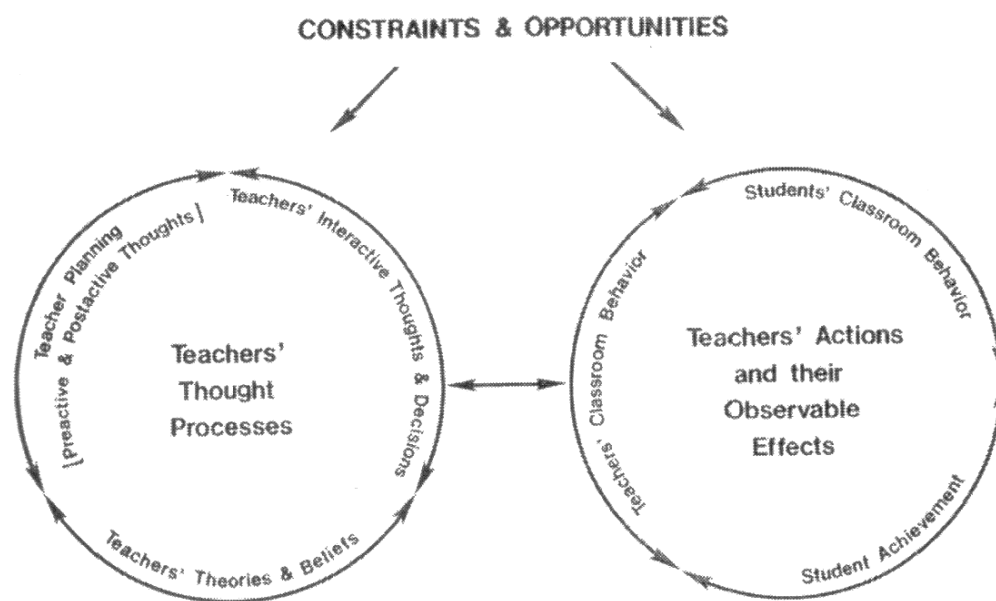 CONSTRAINTS & OPPORTUNITIES
Teacher Planning
[Preactive & Postactive Thoughts]
Teachers' Interactive Thoughts & Decisions
Teachers' Theories & Beliefs
Teachers'
Thought
Processes
Teachers' Classroom Behavior
Students' Classroom Behavior
Student Achievement
Teachers' Actions
and their
Observable
Effects